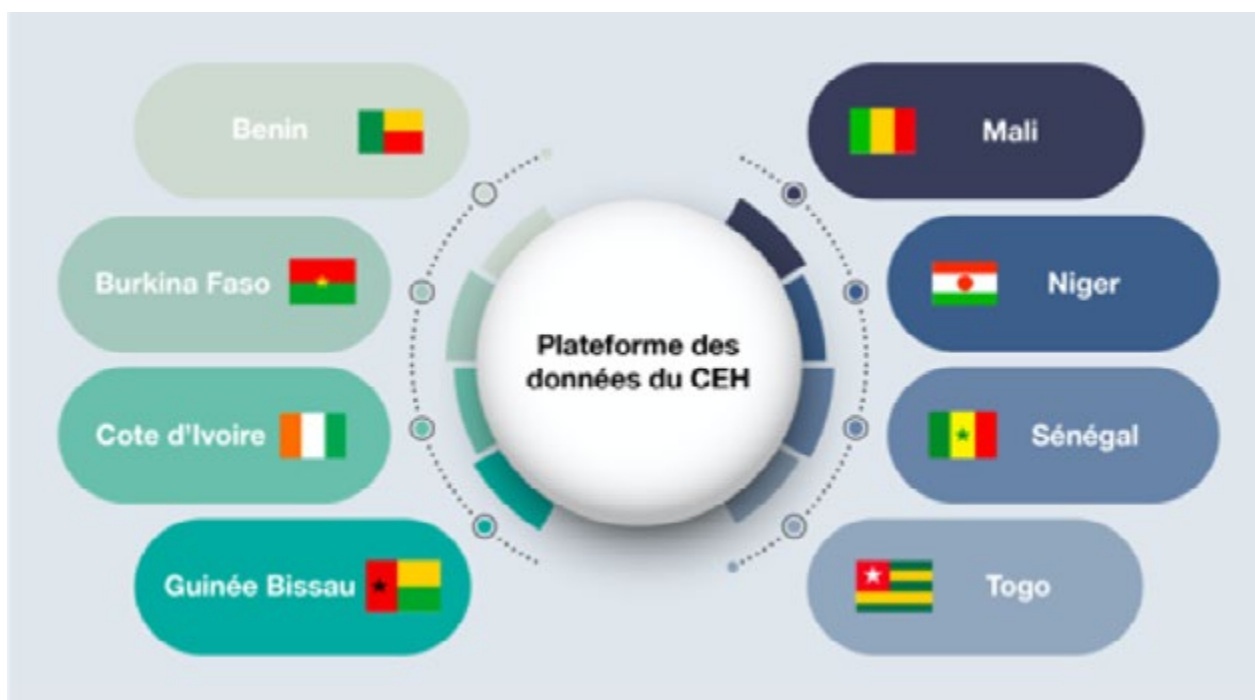 Benin
Burkina Faso
Cote d'Ivoire
Guinée Bissau
Plateforme des
données du CEH
Mali
Niger
Sénégal
Togo